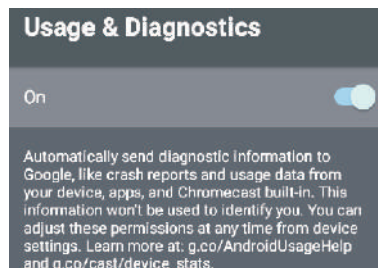 Usage & Diagnostics
On
Automatically send diagnostic information to
Google, like crash reports and usage data from
your device, apps, and Chromecast built-in. This
information won't be used to identify you. You can
adjust these permissions at any time from device
settings. Learn more at: g.co/AndroidUsageHelp
and g.co/cast/device_stats.